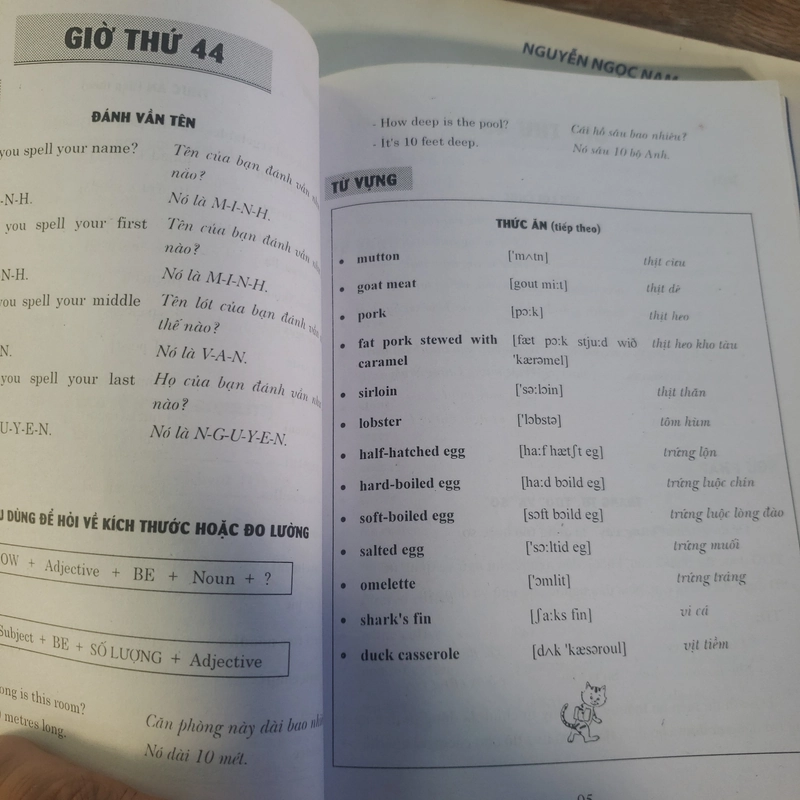 GIỜ THỨ 44
ĐÁNH VẦN TÊN
you spell your name? Tên của bạn đánh vần
nào?
-N-H. Nó là M-I-N-H.
you spell your first Tên của bạn đánh vần
nào?
N-H. Nó là M-I-N-H.
you spell your middle Tên lót của bạn đánh
thế nào?
N. Nó là V-A-N.
you spell your last Họ của bạn đánh vần
nào?
U-Y-E-N. Nó là N-G-U-Y-E-N.
DÙNG ĐỂ HỎI VỀ KÍCH THƯỚC HOẶC ĐO LƯỜNG
OW + Adjective + BE + Noun + ?
Subject + BE + SỐ LƯỢNG + Adjective
ong is this room? Căn phòng này dài bao
metres long. Nó dài 10 mét.
NGUYỄN NGỌC NAM
- How deep is the pool? Cái hồ sâu bao nhiêu?
- It's 10 feet deep. Nó sâu 10 bộ Anh.
TỪ VỰNG
THỨC ĂN (tiếp theo)
• mutton ['mʌtn] thịt cừu
• goat meat [gout mi:t] thịt dê
• pork [pɔ:k] thịt heo
• fat pork stewed with [fæt pɔ:k stju:d wið thịt heo kho tàu
caramel 'kærəmel]
• sirloin ['sə:lɔin] thịt thăn
• lobster ['lɔbstə] tôm hùm
• half-hatched egg [ha:f hætʃt eg] trứng lộn
• hard-boiled egg [ha:d bɔild eg] trứng luộc chín
• soft-boiled egg [sɔft bɔild eg] trứng luộc lòng đào
• salted egg ['sɔ:ltid eg] trứng muối
• omelette ['ɔmlit] trứng tráng
• shark's fin [ʃa:ks fin] vi cá
• duck casserole [dʌk 'kæsəroul] vịt tiềm